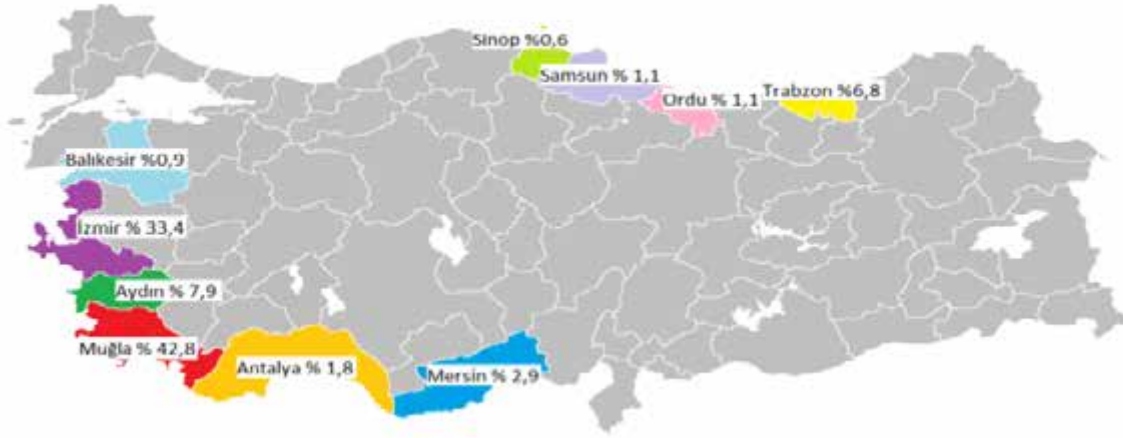 Sinop %0,6
Samsun % 1,1
Ordu % 1,1
Trabzon %6,8
Balıkesir %0,9
İzmir % 33,4
Aydın % 7,9
Muğla % 42,8
Antalya % 1,8
Mersin % 2,9